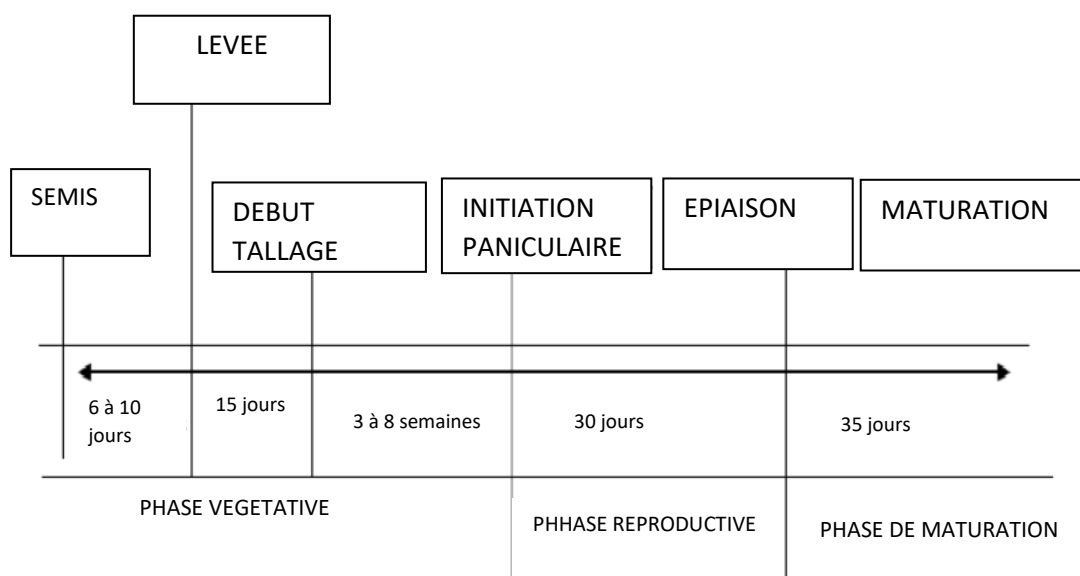 LEVEE
SEMIS
DEBUT
TALLAGE
INITIATION
PANICULAIRE
EPIAISON
MATURATION
6 à 10
jours
15 jours
3 à 8 semaines
30 jours
35 jours
PHASE VEGETATIVE
PHHASE REPRODUCTIVE
PHASE DE MATURATION